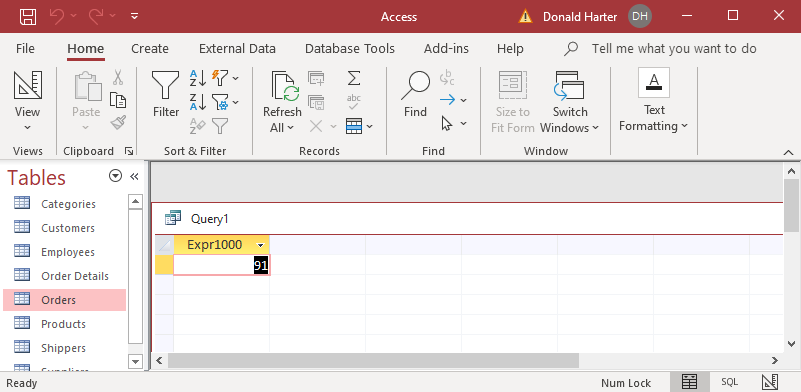 Access
Donald Harter
DH
File Home Create External Data Database Tools Add-ins Help Tell me what you want to do
View
Views
Paste
Clipboard
Filter
Sort & Filter
Refresh All
abc
Records
Find
Find
Size to Fit Form
Switch Windows
Window
A
Text Formatting
Tables
Categories
Customers
Employees
Order Details
Orders
Products
Shippers
Query1
Expr1000
91
Ready
Num Lock
SQL